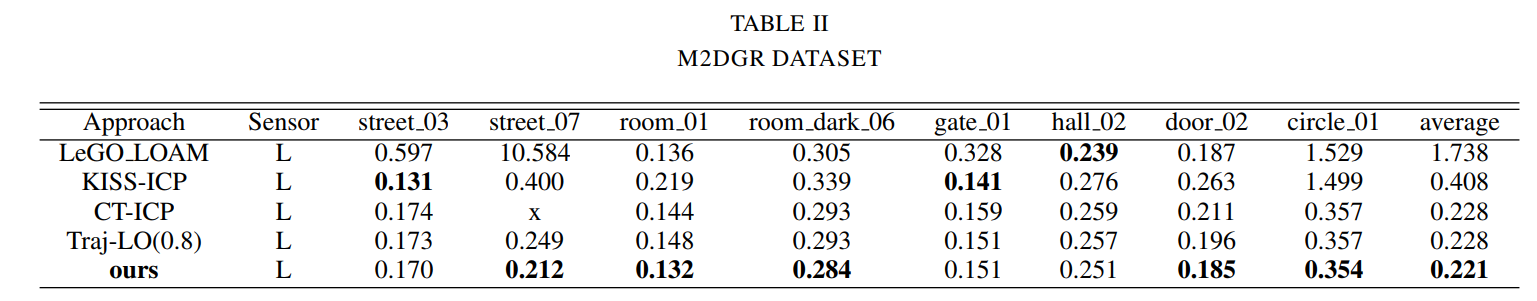 TABLE II
M2DGR DATASET
Approach Sensor street_03 street_07 room_01 room_dark_06 gate_01 hall_02 door_02 circle_01 average
LeGO_LOAM L 0.597 10.584 0.136 0.305 0.328 0.239 0.187 1.529 1.738
KISS-ICP L 0.131 0.400 0.219 0.339 0.141 0.276 0.263 1.499 0.408
CT-ICP L 0.174 x 0.144 0.293 0.159 0.259 0.211 0.357 0.228
Traj-LO(0.8) L 0.173 0.249 0.148 0.293 0.151 0.257 0.196 0.357 0.228
ours L 0.170 0.212 0.132 0.284 0.151 0.251 0.185 0.354 0.221